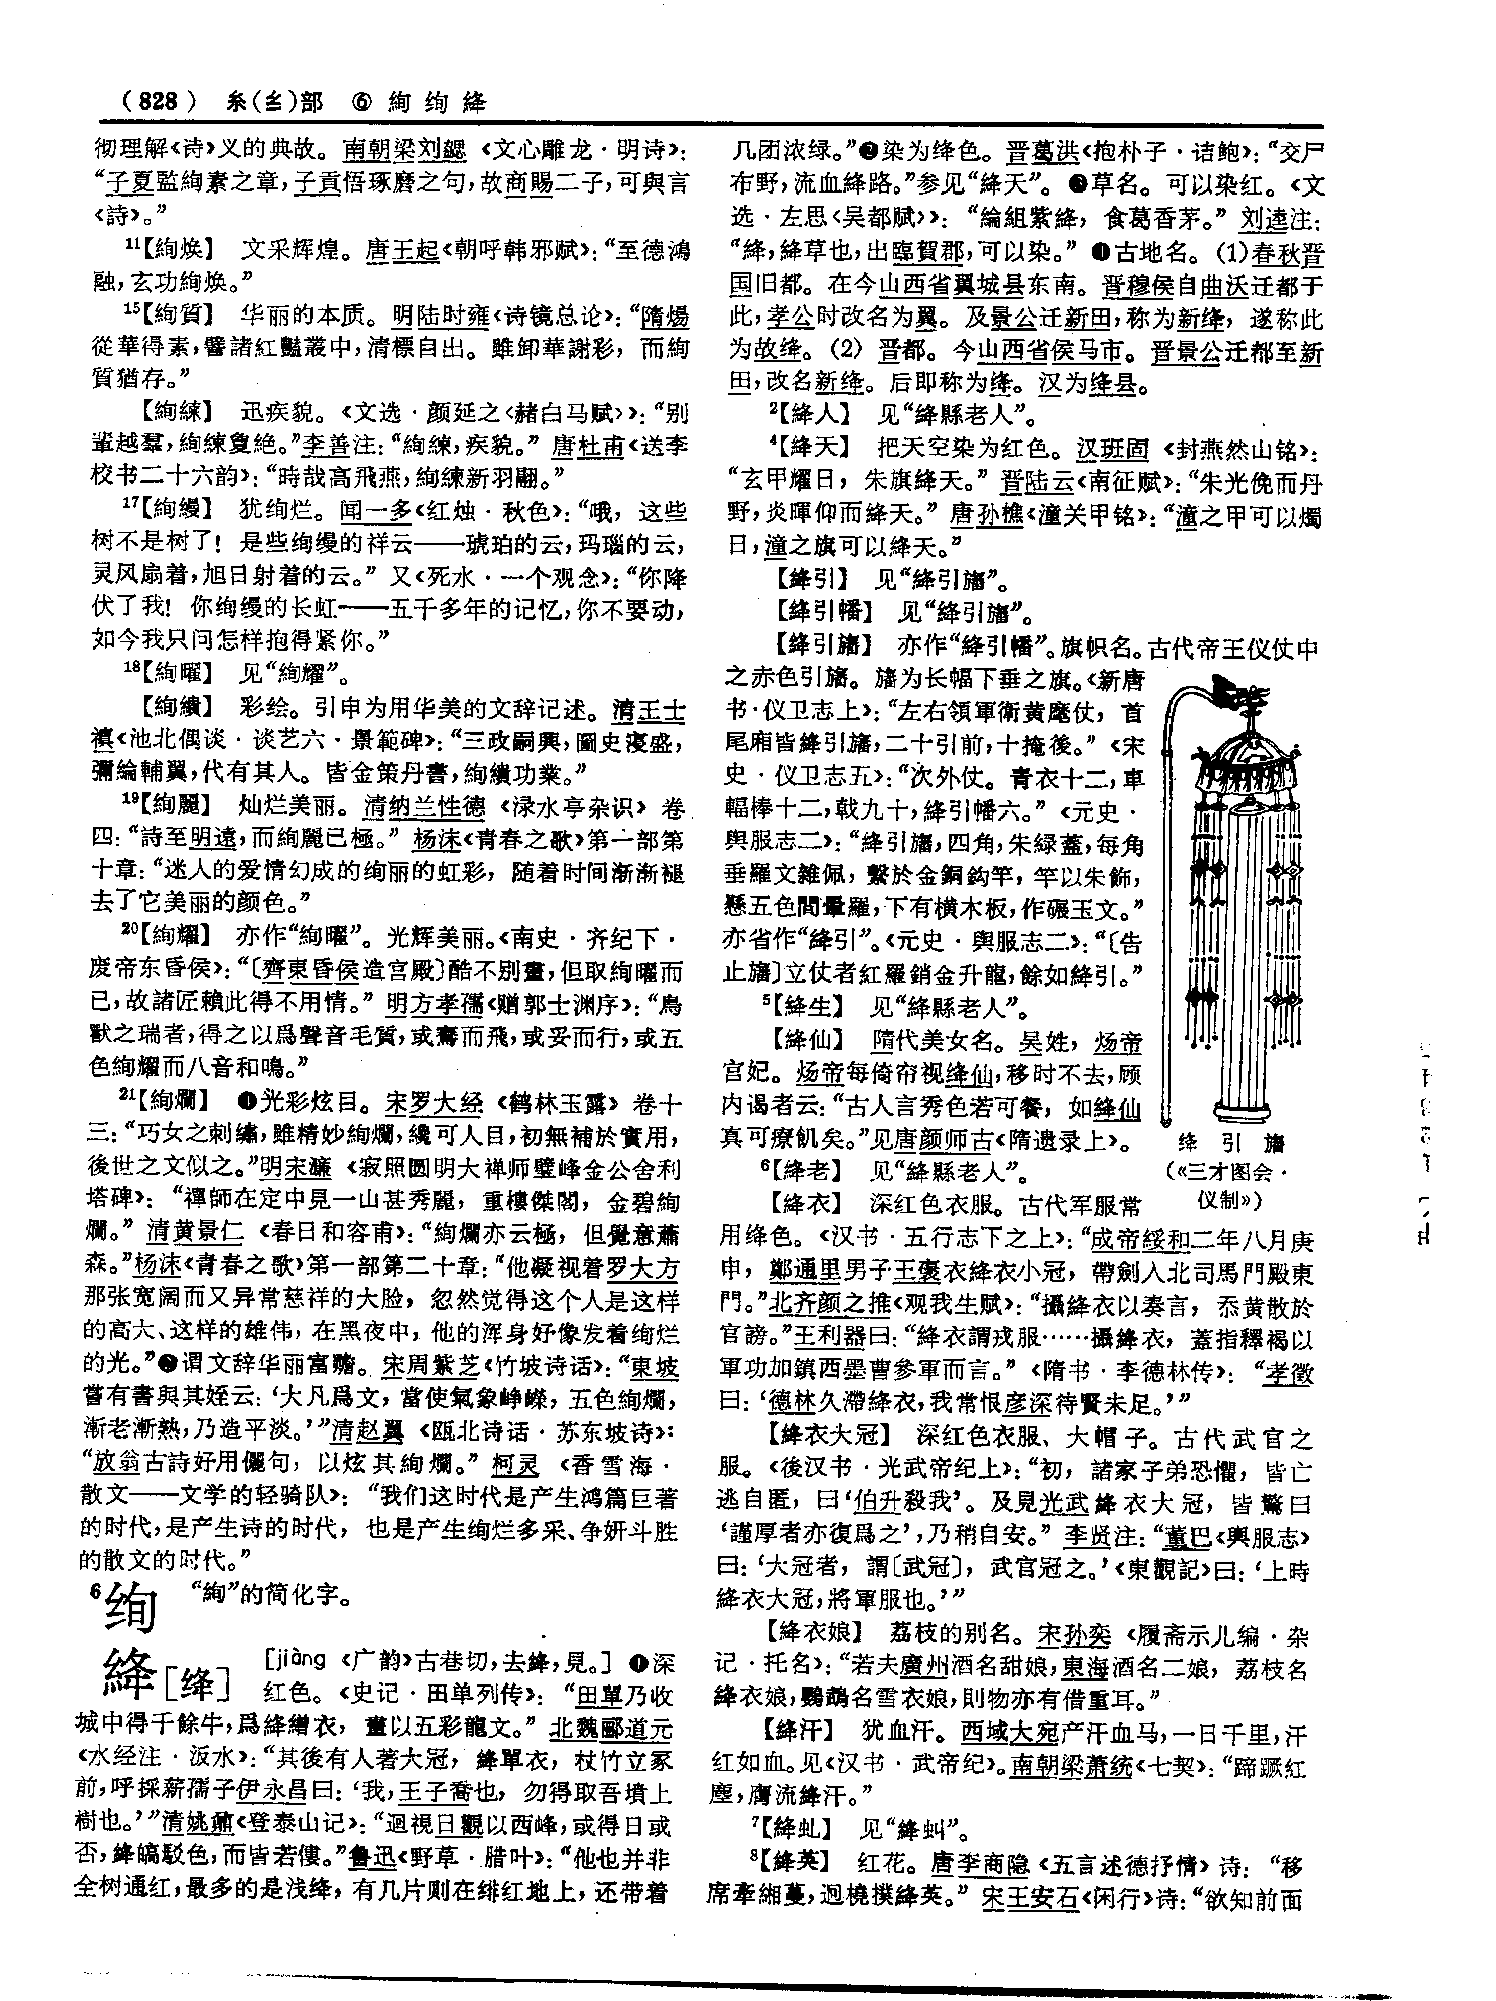 (828) 糸(糹)部 ⑥ 絢绚絳
彻理解《诗》义的典故。南朝梁刘勰《文心雕龙·明诗》：
“子夏監絢素之章，子貢悟琢磨之句，故商賜二子，可與言
《詩》。”
11【絢焕】 文采辉煌。唐王起《朝呼韩邪赋》：“至德鴻
融，玄功絢焕。”
15【絢質】 华丽的本质。明陆时雍《诗镜总论》：“隋煬
從華得素，譬諸紅豔叢中，清標自出。雖卸華謝彩，而絢
質猶存。”
【絢練】 迅疾貌。《文选·颜延之〈赭白马赋〉》：“别
輩越羣，絢練敻絶。”李善注：“絢練，疾貌。”唐杜甫《送李
校书二十六韵》：“時哉高飛燕，絢練新羽翮。”
17【絢缦】 犹绚烂。闻一多《红烛·秋色》：“哦，这些
树不是树了！是些绚缦的祥云——琥珀的云，玛瑙的云，
灵风扇着，旭日射着的云。”又《死水·一个观念》：“你降
伏了我！你绚缦的长虹——五千多年的记忆，你不要动，
如今我只问怎样抱得紧你。”
18【絢曜】 见“絢耀”。
【絢繢】 彩绘。引申为用华美的文辞记述。清王士
禛《池北偶谈·谈艺六·景範碑》：“三政嗣興，圖史寖盛，
彌綸輔翼，代有其人。皆金策丹書，絢繢功業。”
19【絢麗】 灿烂美丽。清纳兰性德《渌水亭杂识》卷
四：“詩至明遠，而絢麗已極。”杨沫《青春之歌》第一部第
十章：“迷人的爱情幻成的绚丽的虹彩，随着时间渐渐褪
去了它美丽的颜色。”
20【絢耀】 亦作“絢曜”。光辉美丽。《南史·齐纪下·
废帝东昏侯》：“〔齊東昏侯造宫殿〕酷不别畫，但取絢曜而
已，故諸匠賴此得不用情。”明方孝孺《赠郭士渊序》：“鳥
獸之瑞者，得之以爲聲音毛質，或騫而飛，或妥而行，或五
色絢耀而八音和鳴。”
21【絢爛】 ❶光彩炫目。宋罗大经《鹤林玉露》卷十
三：“巧女之刺繡，雖精妙絢爛，纔可人目，初無補於實用，
後世之文似之。”明宋濂《寂照圆明大禅师璧峰金公舍利
塔碑》：“禪師在定中見一山甚秀麗，重樓傑閣，金碧絢
爛。”清黄景仁《春日和容甫》：“絢爛亦云極，但覺意蕭
森。”杨沫《青春之歌》第一部第二十章：“他凝视着罗大方
那张宽阔而又异常慈祥的大脸，忽然觉得这个人是这样
的高大、这样的雄伟，在黑夜中，他的浑身好像发着绚烂
的光。”❷谓文辞华丽富赡。宋周紫芝《竹坡诗话》：“東坡
嘗有書與其姪云：‘大凡爲文，當使氣象峥嶸，五色絢爛，
漸老漸熟，乃造平淡。’”清赵翼《瓯北诗话·苏东坡诗》：
“放翁古詩好用儷句，以炫其絢爛。”柯灵《香雪海·
散文——文学的轻骑队》：“我们这时代是产生鸿篇巨著
的时代，是产生诗的时代，也是产生绚烂多采、争妍斗胜
的散文的时代。”
6绚 “絢”的简化字。
絳［绛］ ［jiàng《广韵》古巷切，去絳，見。］❶深
红色。《史记·田单列传》：“田單乃收
城中得千餘牛，爲絳繒衣，畫以五彩龍文。”北魏郦道元
《水经注·汳水》：“其後有人著大冠，絳單衣，杖竹立冢
前，呼採薪孺子伊永昌曰：‘我，王子喬也，勿得取吾墳上
樹也。’”清姚鼐《登泰山记》：“迴視日觀以西峰，或得日或
否，絳皜駁色，而皆若僂。”鲁迅《野草·腊叶》：“他也并非
全树通红，最多的是浅绛，有几片则在绯红地上，还带着
几团浓绿。”❷染为绛色。晋葛洪《抱朴子·诘鲍》：“交尸
布野，流血絳路。”参见“絳天”。❸草名。可以染红。《文
选·左思〈吴都赋〉》：“綸組紫絳，食葛香茅。”刘逵注：
“絳，絳草也，出臨賀郡，可以染。”❹古地名。(1)春秋晋
国旧都。在今山西省翼城县东南。晋穆侯自曲沃迁都于
此，孝公时改名为翼。及景公迁新田，称为新绛，遂称此
为故绛。(2) 晋都。今山西省侯马市。晋景公迁都至新
田，改名新绛。后即称为绛。汉为绛县。
2【絳人】 见“絳縣老人”。
4【絳天】 把天空染为红色。汉班固《封燕然山铭》：
“玄甲耀日，朱旗絳天。”晋陆云《南征赋》：“朱光俛而丹
野，炎暉仰而絳天。”唐孙樵《潼关甲铭》：“潼之甲可以燭
日，潼之旗可以絳天。”
【絳引】 见“絳引旛”。
【絳引幡】 见“絳引旛”。
【絳引旛】 亦作“絳引幡”。旗帜名。古代帝王仪仗中
之赤色引旛。旛为长幅下垂之旗。《新唐
书·仪卫志上》：“左右領軍衛黄麾仗，首
尾廂皆絳引旛，二十引前，十掩後。”《宋
史·仪卫志五》：“次外仗。青衣十二，車
輻棒十二，戟九十，絳引幡六。”《元史·
舆服志二》：“絳引旛，四角，朱緑蓋，每角
垂羅文雜佩，繫於金銅鈎竿，竿以朱飾，
懸五色間暈羅，下有横木板，作碾玉文。”
亦省作“絳引”。《元史·舆服志二》：“〔告
止旛〕立仗者紅羅銷金升龍，餘如絳引。”
5【絳生】 见“絳縣老人”。
【絳仙】 隋代美女名。吴姓，炀帝
宫妃。炀帝每倚帘视绛仙，移时不去，顾
内谒者云：“古人言秀色若可餐，如绛仙
真可療飢矣。”见唐颜师古《隋遗录上》。
绛引旛
(《三才图会·
仪制》)
6【絳老】 见“絳縣老人”。
【絳衣】 深红色衣服。古代军服常
用绛色。《汉书·五行志下之上》：“成帝綏和二年八月庚
申，鄭通里男子王襃衣絳衣小冠，帶劍入北司馬門殿東
門。”北齐颜之推《观我生赋》：“攝絳衣以奏言，忝黄散於
官謗。”王利器曰：“絳衣謂戎服……攝絳衣，蓋指釋褐以
軍功加鎮西墨曹參軍而言。”《隋书·李德林传》：“孝徵
曰：‘德林久滯絳衣，我常恨彦深待賢未足。’”
【絳衣大冠】 深红色衣服、大帽子。古代武官之
服。《後汉书·光武帝纪上》：“初，諸家子弟恐懼，皆亡
逃自匿，曰‘伯升殺我’。及見光武絳衣大冠，皆驚曰
‘謹厚者亦復爲之’，乃稍自安。”李贤注：“董巴《輿服志》
曰：‘大冠者，謂〔武冠〕，武官冠之。’《東觀記》曰：‘上時
絳衣大冠，將軍服也。’”
【絳衣娘】 荔枝的别名。宋孙奕《履斋示儿编·杂
记·托名》：“若夫廣州酒名甜娘，東海酒名二娘，荔枝名
絳衣娘，鸚鵡名雪衣娘，則物亦有借重耳。”
【絳汗】 犹血汗。西域大宛产汗血马，一日千里，汗
红如血。见《汉书·武帝纪》。南朝梁萧统《七契》：“蹄蹶紅
塵，膺流絳汗。”
7【絳虬】 见“絳虯”。
8【絳英】 红花。唐李商隐《五言述德抒情》诗：“移
席牽緗蔓，迴橈撲絳英。”宋王安石《闲行》诗：“欲知前面